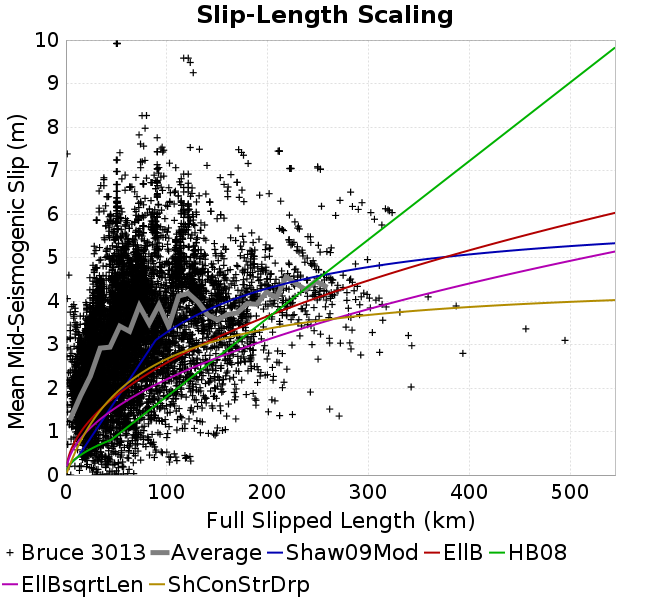 Slip-Length Scaling
10
9
8
7
6
5
4
3
2
1
0
Mean Mid-Seismogenic Slip (m)
0 100 200 300 400 500
Full Slipped Length (km)
Bruce 3013 Average Shaw09Mod EllB HB08
EllBsqrtLen ShConStrDrp